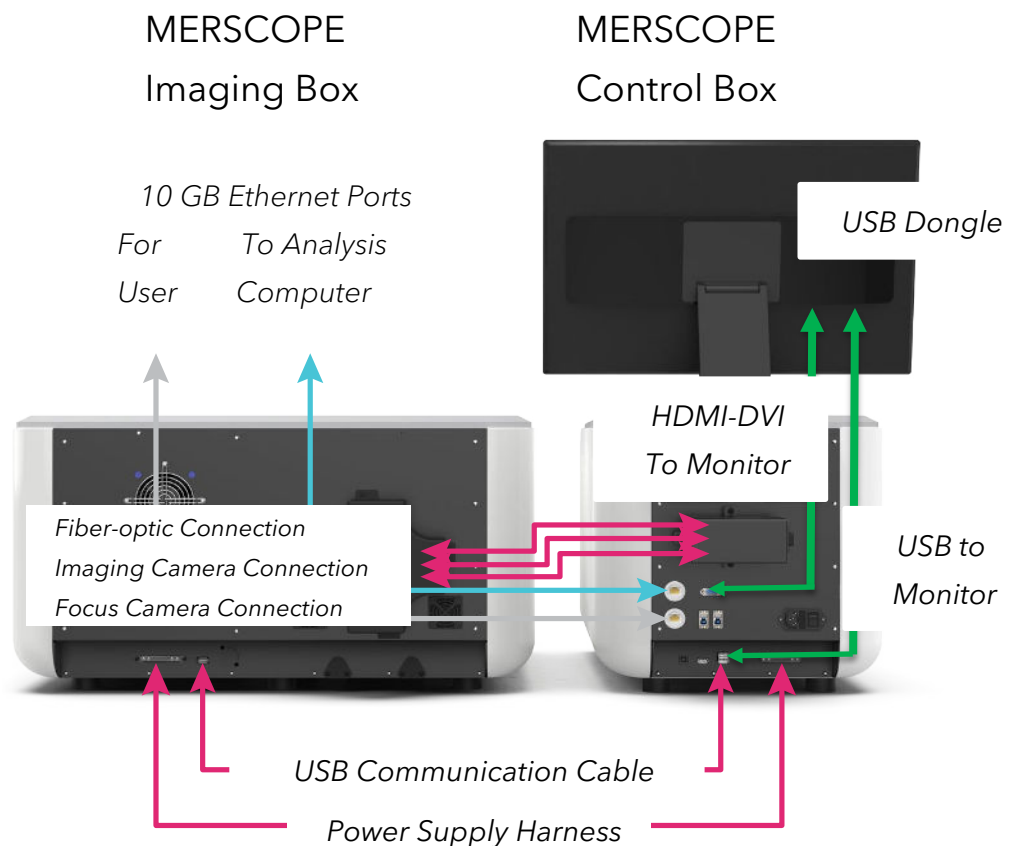 MERSCOPE
Imaging Box
MERSCOPE
Control Box
10 GB Ethernet Ports
For To Analysis
User Computer
USB Dongle
HDMI-DVI
To Monitor
Fiber-optic Connection
Imaging Camera Connection
Focus Camera Connection
USB to
Monitor
USB Communication Cable
Power Supply Harness